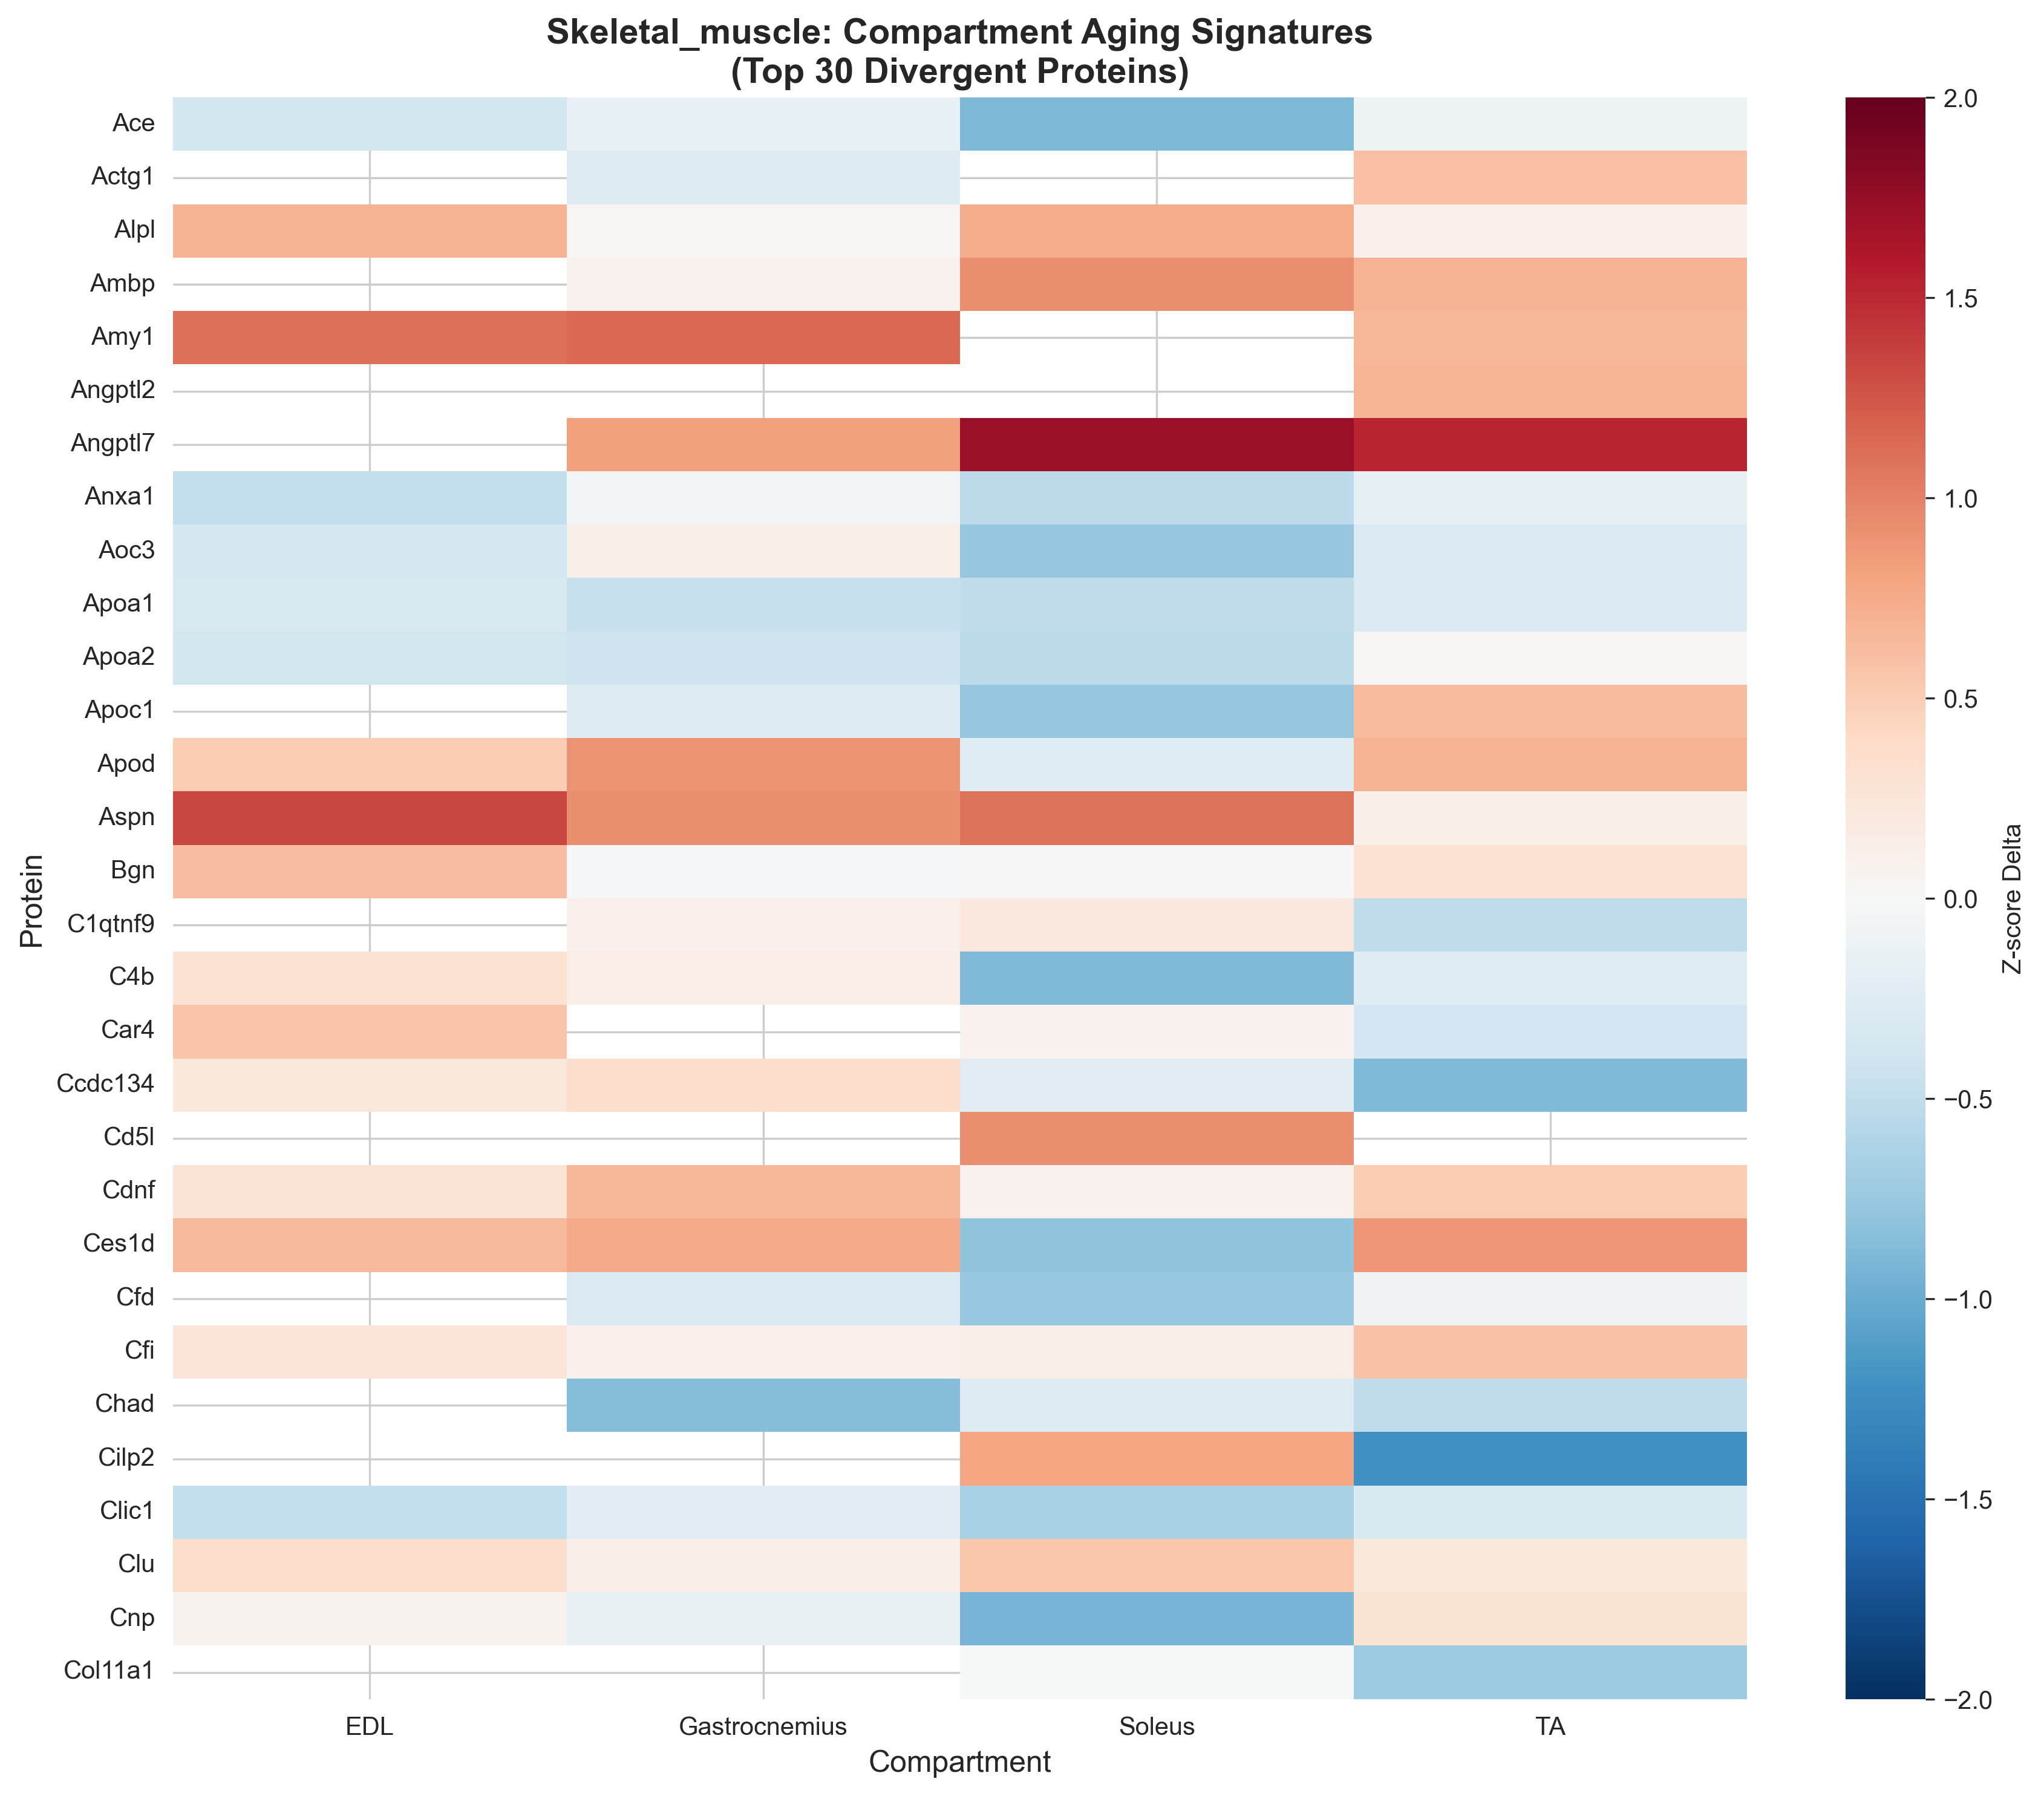 Skeletal_muscle: Compartment Aging Signatures
(Top 30 Divergent Proteins)
Protein
Ace
Actg1
Alpl
Ambp
Amy1
Angptl2
Angptl7
Anxa1
Aoc3
Apoa1
Apoa2
Apoc1
Apod
Aspn
Bgn
C1qtnf9
C4b
Car4
Ccdc134
Cd5l
Cdnf
Ces1d
Cfd
Cfi
Chad
Cilp2
Clic1
Clu
Cnp
Col11a1
EDL Gastrocnemius Soleus TA
Compartment
2.0
1.5
1.0
0.5
0.0
−0.5
−1.0
−1.5
−2.0
Z-score Delta